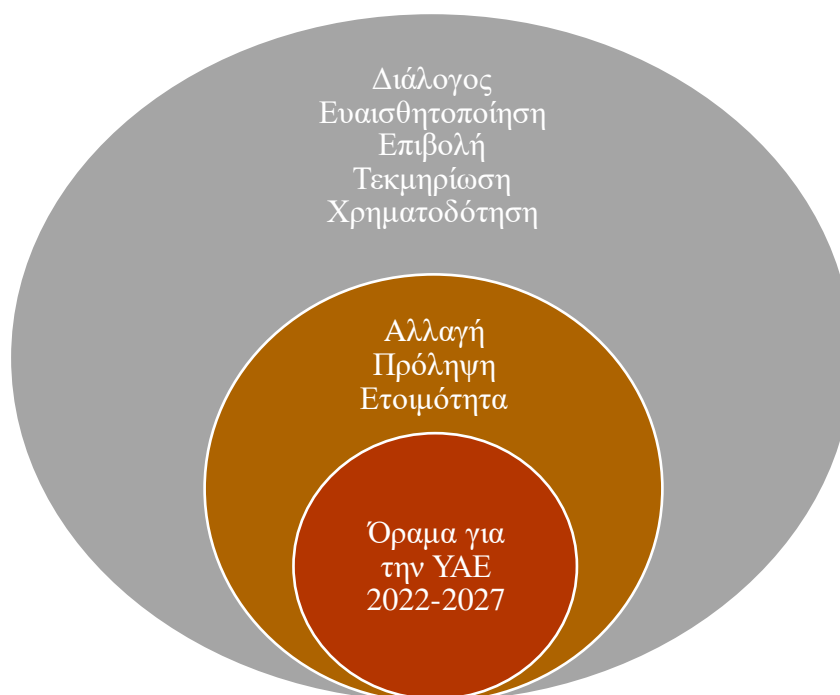 Διάλογος
Ευαισθητοποίηση
Επιβολή
Τεκμηρίωση
Χρηματοδότηση
Αλλαγή
Πρόληψη
Ετοιμότητα
Όραμα για
την ΥΑΕ
2022-2027